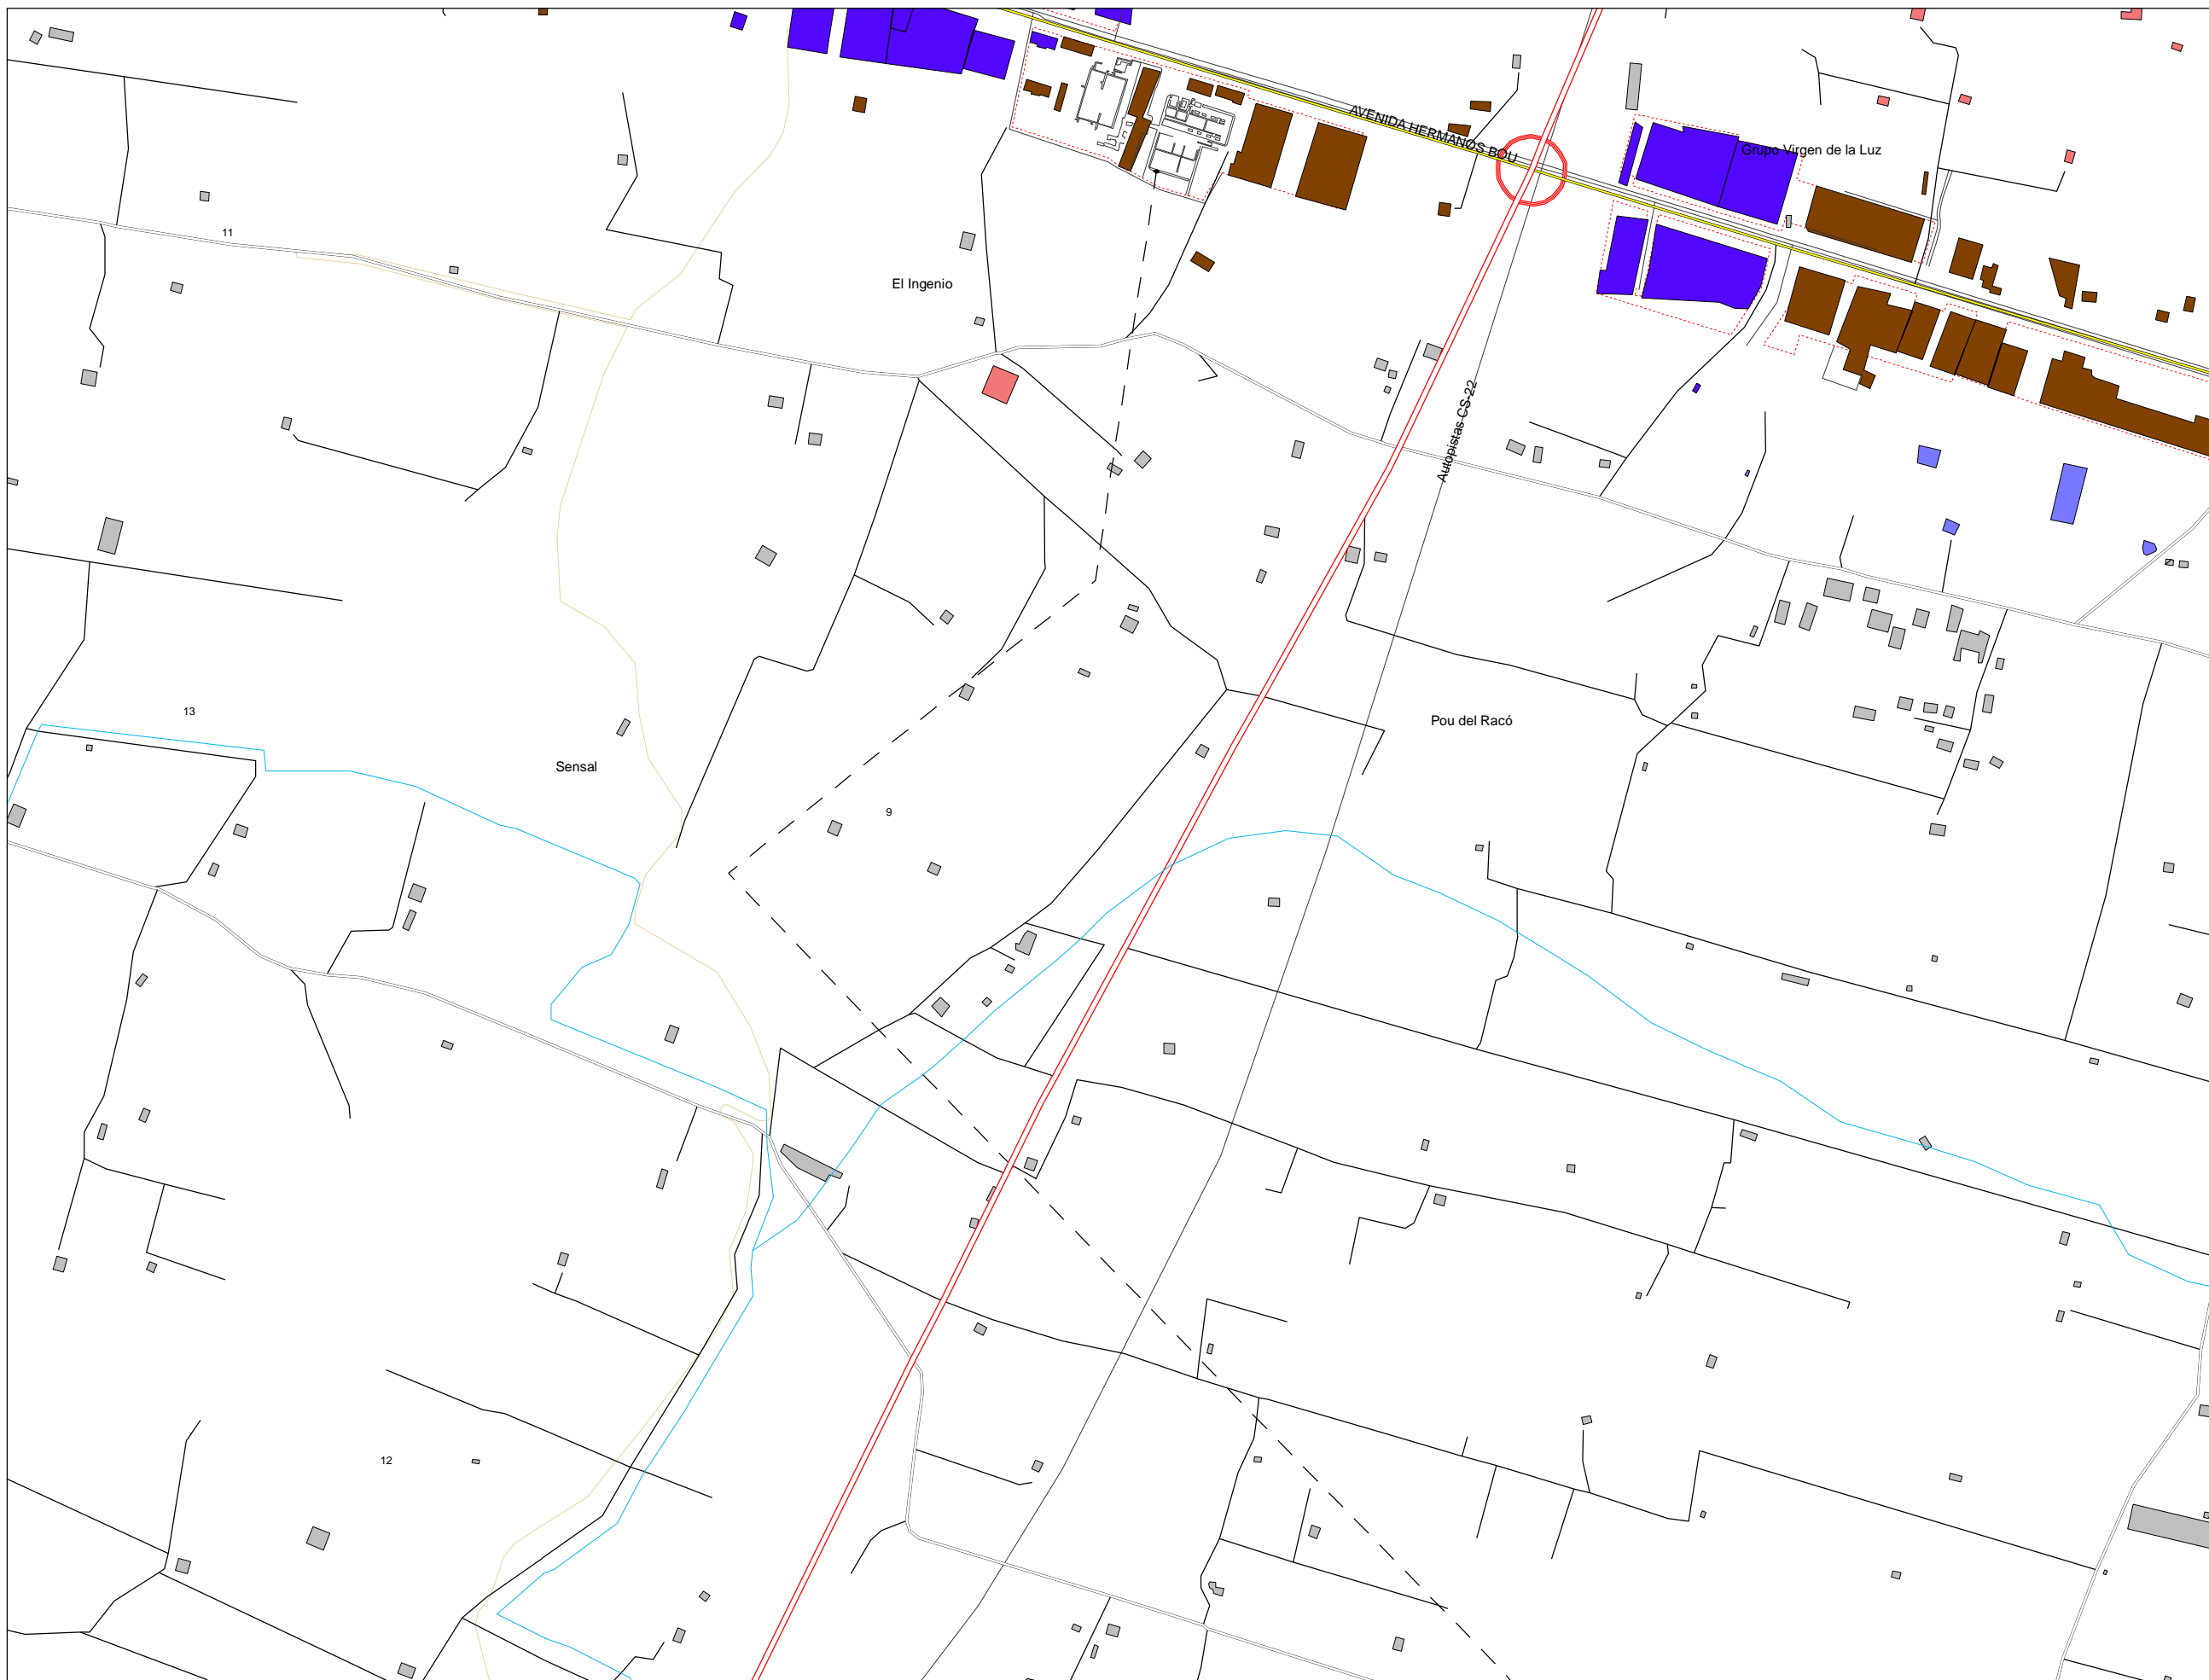 AVENIDA HERMANOS BOU
Grupo Virgen de la Luz
11
El Ingenio
Autopistas CS-22
13
Pou del Racó
Sensal
9
12